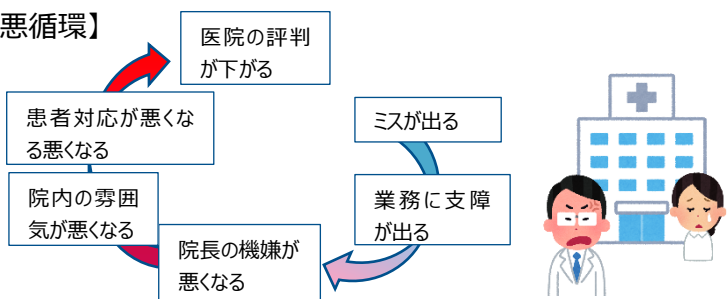 悪循環】
医院の評判
が下がる
患者対応が悪くな
る悪くなる
ミスが出る
院内の雰囲
気が悪くなる
業務に支障
が出る
院長の機嫌が
悪くなる